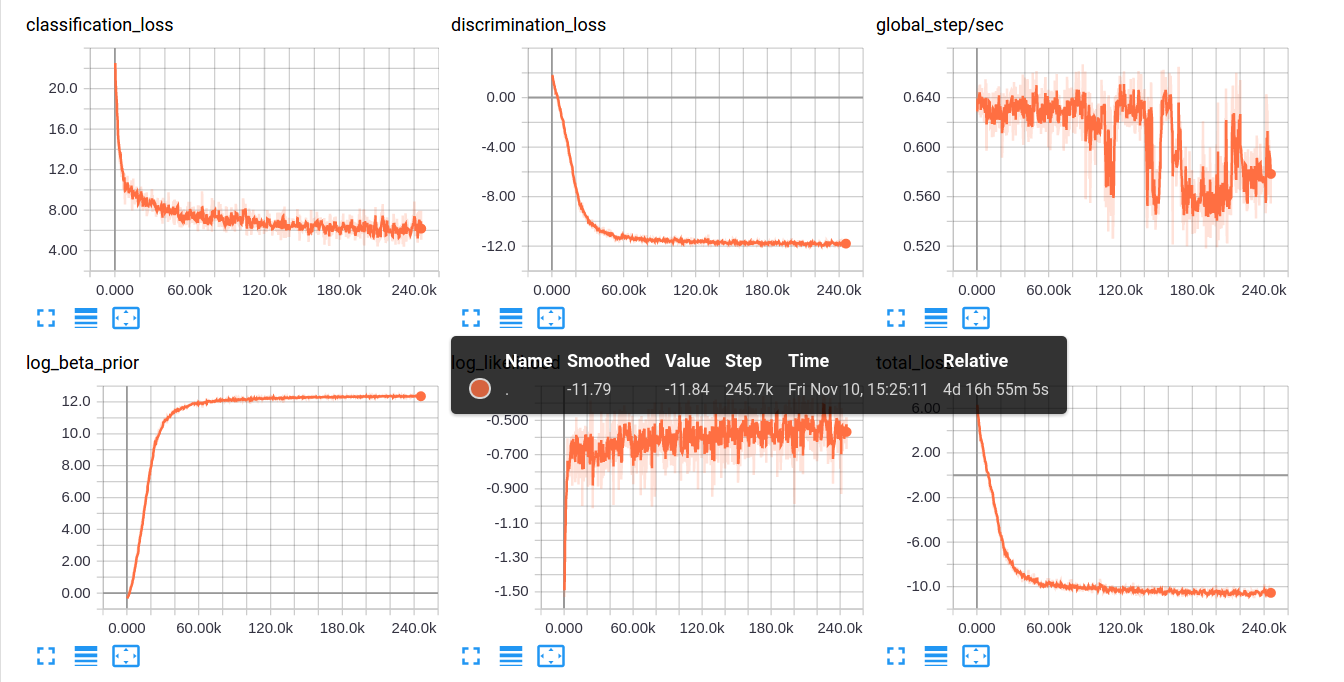 classification_loss
20.0
16.0
12.0
8.00
4.00
0.000 60.00k 120.0k 180.0k 240.0k
discrimination_loss
0.00
-4.00
-8.00
-12.0
0.000 60.00k 120.0k 180.0k 240.0k
global_step/sec
0.640
0.600
0.560
0.520
0.000 60.00k 120.0k 180.0k 240.0k
Name Smoothed Value Step Time Relative
. -11.79 -11.84 245.7k Fri Nov 10, 15:25:11 4d 16h 55m 5s
log_beta_prior
12.0
10.0
8.00
6.00
4.00
2.00
0.00
0.000 60.00k 120.0k 180.0k 240.0k
-0.500
-0.700
-0.900
-1.10
-1.30
-1.50
0.000 60.00k 120.0k 180.0k 240.0k
total_loss
6.00
2.00
-2.00
-6.00
-10.0
0.000 60.00k 120.0k 180.0k 240.0k